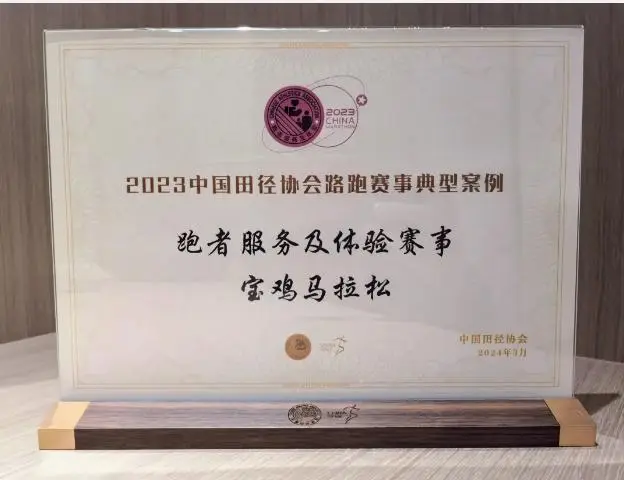 2023
CHINA
MARATHON
2023中国田径协会路跑赛事典型案例
跑者服务及体验赛事
宝鸡马拉松
中国田径协会
2024年3月